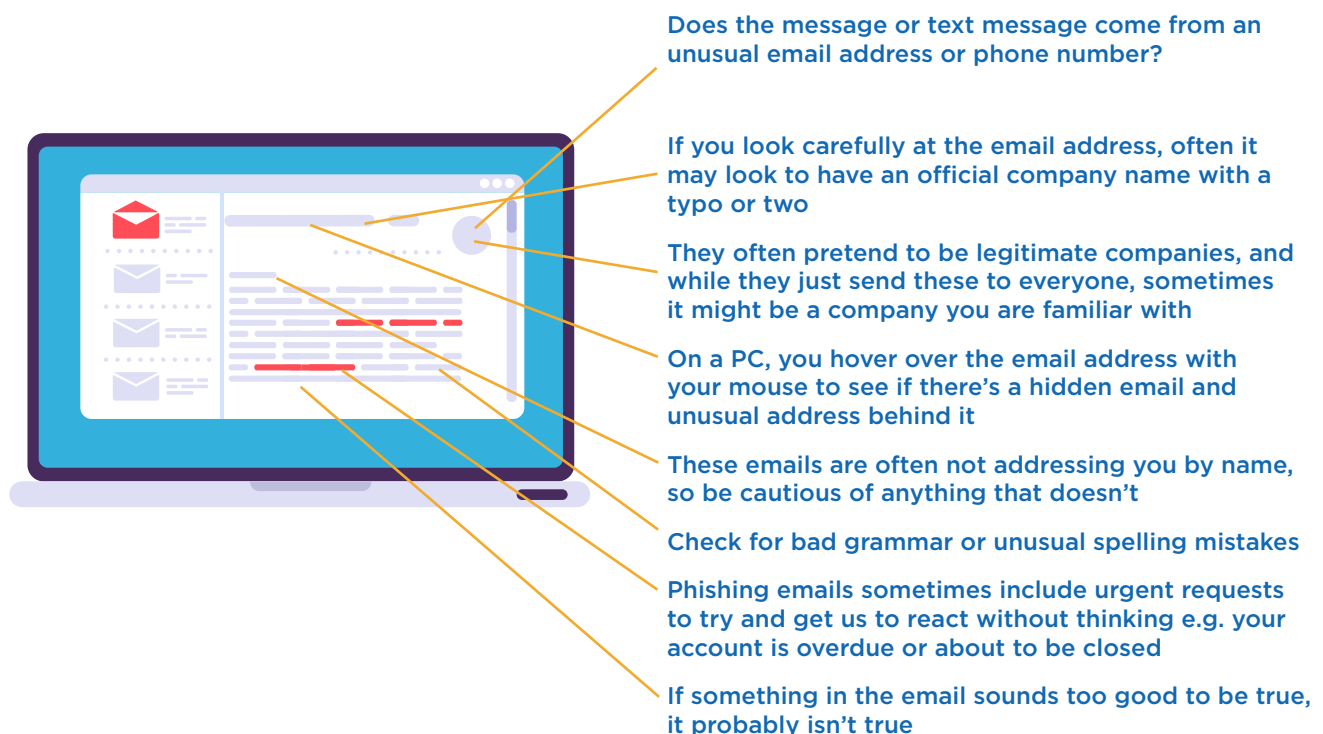 Does the message or text message come from an
unusual email address or phone number?
If you look carefully at the email address, often it
may look to have an official company name with a
typo or two
They often pretend to be legitimate companies, and
while they just send these to everyone, sometimes
it might be a company you are familiar with
On a PC, you hover over the email address with
your mouse to see if there’s a hidden email and
unusual address behind it
These emails are often not addressing you by name,
so be cautious of anything that doesn’t
Check for bad grammar or unusual spelling mistakes
Phishing emails sometimes include urgent requests
to try and get us to react without thinking e.g. your
account is overdue or about to be closed
If something in the email sounds too good to be true,
it probably isn’t true